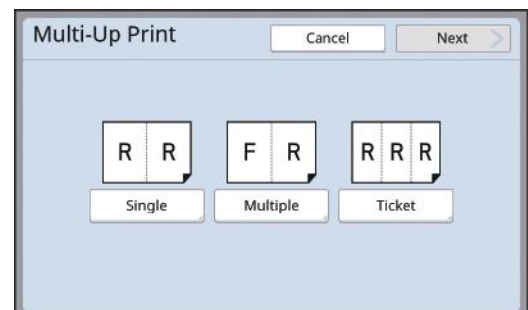 Multi-Up Print Cancel Next
R R F R R R R
Single Multiple Ticket